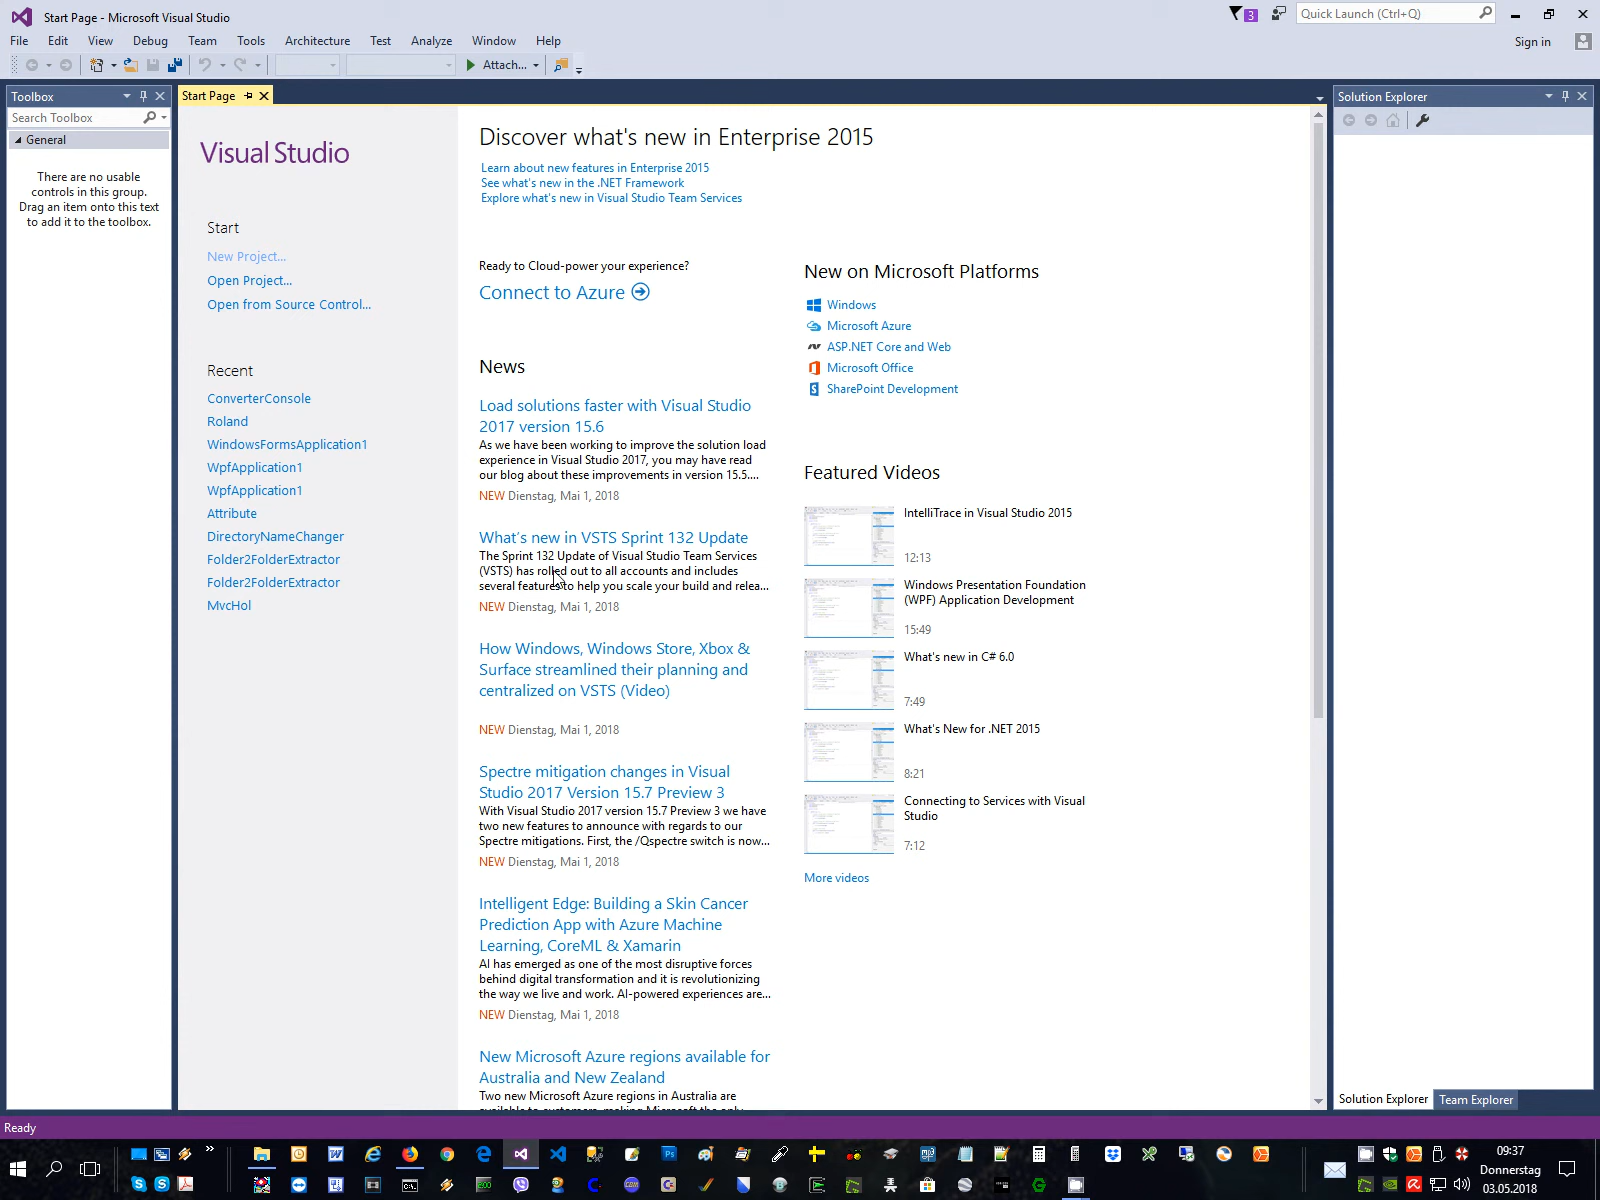 Start Page - Microsoft Visual Studio
3
Quick Launch (Ctrl+Q)
File Edit View Debug Team Tools Architecture Test Analyze Window Help
Sign in
Attach...
Toolbox
Search Toolbox
General
There are no usable
controls in this group.
Drag an item onto this text
to add it to the toolbox.
Start Page
Visual Studio
Start
New Project...
Open Project...
Open from Source Control...
Recent
ConverterConsole
Roland
WindowsFormsApplication1
WpfApplication1
WpfApplication1
Attribute
DirectoryNameChanger
Folder2FolderExtractor
Folder2FolderExtractor
MvcHol
Discover what's new in Enterprise 2015
Learn about new features in Enterprise 2015
See what's new in the .NET Framework
Explore what's new in Visual Studio Team Services
Ready to Cloud-power your experience?
Connect to Azure
News
Load solutions faster with Visual Studio
2017 version 15.6
As we have been working to improve the solution load
experience in Visual Studio 2017, you may have read
our blog about these improvements in version 15.5....
NEW Dienstag, Mai 1, 2018
What's new in VSTS Sprint 132 Update
The Sprint 132 Update of Visual Studio Team Services
(VSTS) has rolled out to all accounts and includes
several features to help you scale your build and relea...
NEW Dienstag, Mai 1, 2018
How Windows, Windows Store, Xbox &
Surface streamlined their planning and
centralized on VSTS (Video)
NEW Dienstag, Mai 1, 2018
Spectre mitigation changes in Visual
Studio 2017 Version 15.7 Preview 3
With Visual Studio 2017 version 15.7 Preview 3 we have
two new features to announce with regards to our
Spectre mitigations. First, the /Qspectre switch is now...
NEW Dienstag, Mai 1, 2018
Intelligent Edge: Building a Skin Cancer
Prediction App with Azure Machine
Learning, CoreML & Xamarin
AI has emerged as one of the most disruptive forces
behind digital transformation and it is revolutionizing
the way we live and work. AI-powered experiences are...
NEW Dienstag, Mai 1, 2018
New Microsoft Azure regions available for
Australia and New Zealand
Two new Microsoft Azure regions in Australia are
New on Microsoft Platforms
Windows
Microsoft Azure
ASP.NET Core and Web
Microsoft Office
SharePoint Development
Featured Videos
IntelliTrace in Visual Studio 2015
12:13
Windows Presentation Foundation
(WPF) Application Development
15:49
What's new in C# 6.0
7:49
What's New for .NET 2015
8:21
Connecting to Services with Visual
Studio
7:12
More videos
Solution Explorer
Solution Explorer Team Explorer
Ready
09:37
Donnerstag
03.05.2018